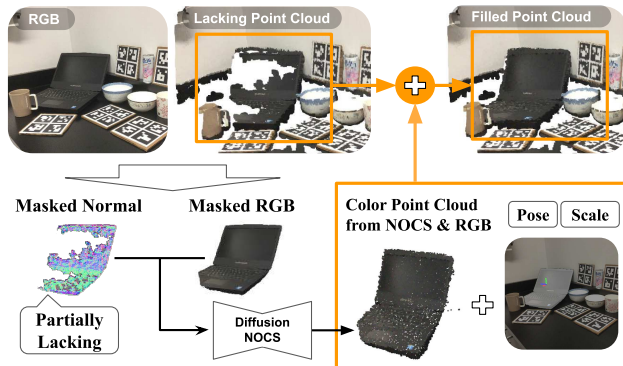 RGB
Lacking Point Cloud
Filled Point Cloud
Masked Normal
Masked RGB
Partially
Lacking
Diffusion
NOCS
Color Point Cloud
from NOCS & RGB
Pose
Scale